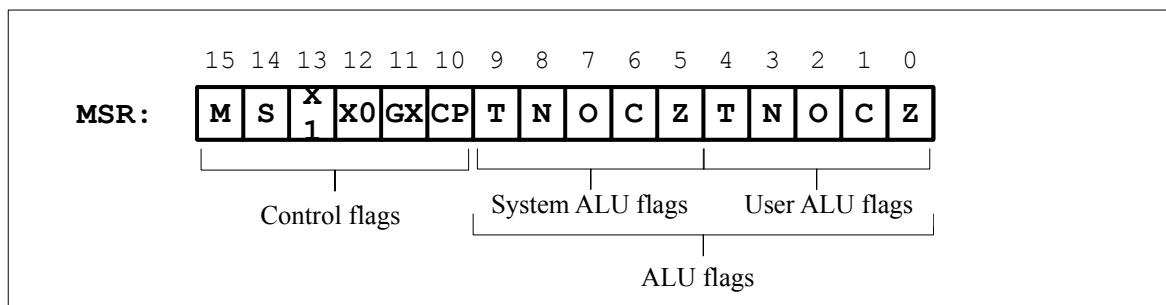 15 14 13 12 11 10 9 8 7 6 5 4 3 2 1 0
MSR: M S X1 X0 GX CP T N O C Z T N O C Z
Control flags
System ALU flags
User ALU flags
ALU flags